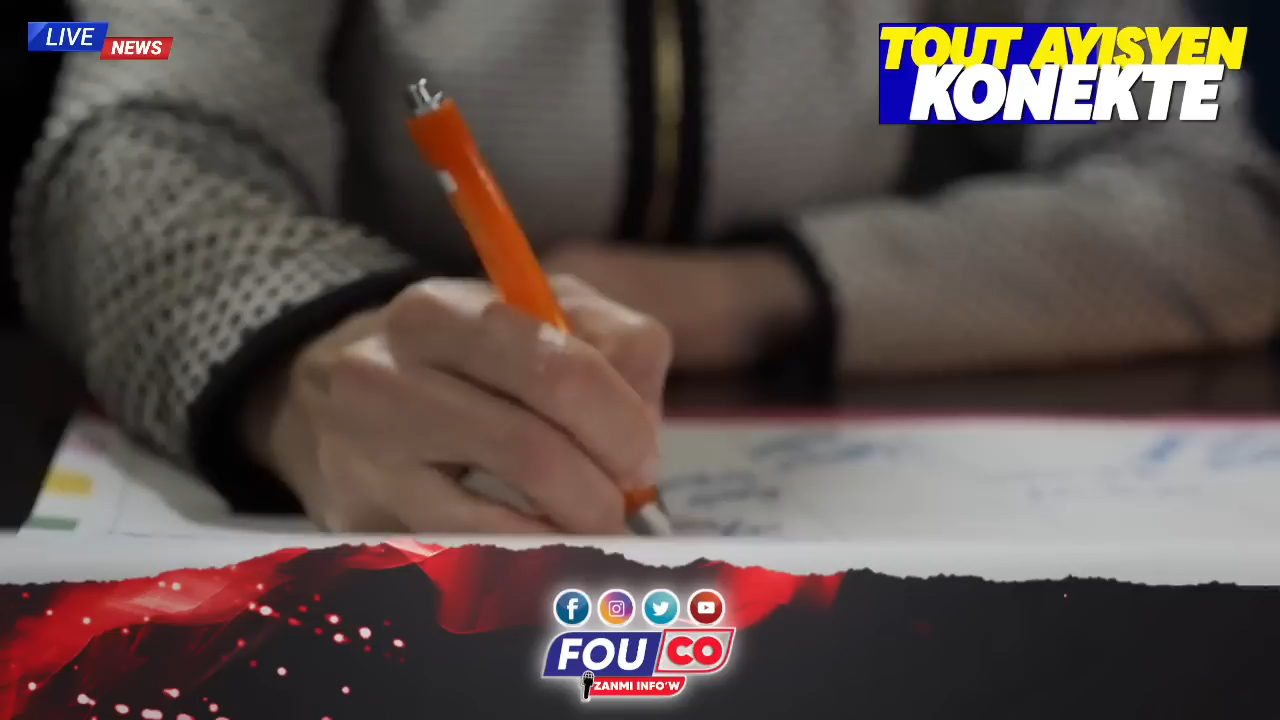 LIVE
NEWS
TOUT AYISYEN
KONEKTE
FOU CO
ZANMI INFO'W